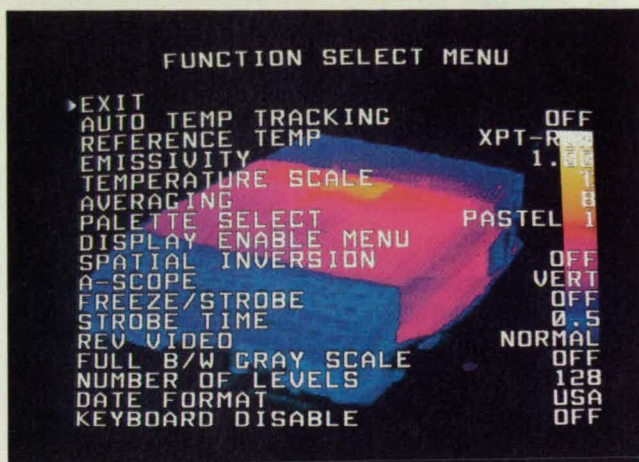 FUNCTION SELECT MENU
EXIT
AUTO TEMP TRACKING OFF
REFERENCE TEMP
EMISSIVITY 1.00
TEMPERATURE SCALE
AVERAGING 8
PALETTE SELECT PASTEL 1
DISPLAY ENABLE MENU
SPATIAL INVERSION OFF
A-SCOPE VERT
FREEZE/STROBE OFF
STROBE TIME 0.5
REV VIDEO NORMAL
FULL B/W GRAY SCALE OFF
NUMBER OF LEVELS 128
DATE FORMAT USA
KEYBOARD DISABLE OFF